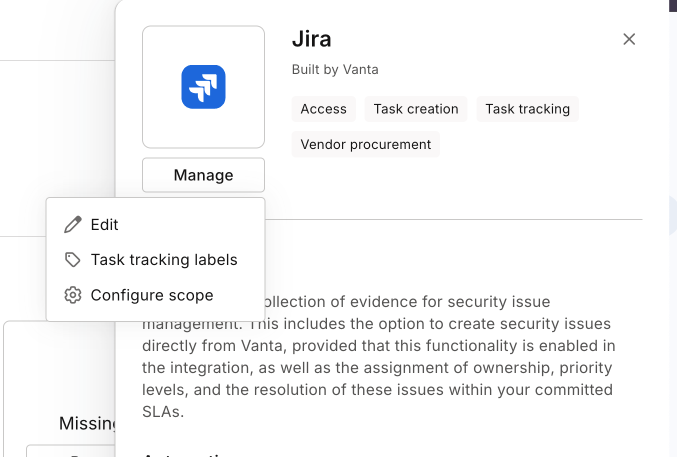 Jira
Built by Vanta
Access Task creation Task tracking
Vendor procurement
Manage
Edit
Task tracking labels
Configure scope
ollection of evidence for security issue
management. This includes the option to create security issues
directly from Vanta, provided that this functionality is enabled in
the integration, as well as the assignment of ownership, priority
levels, and the resolution of these issues within your committed
SLAs.
Missing